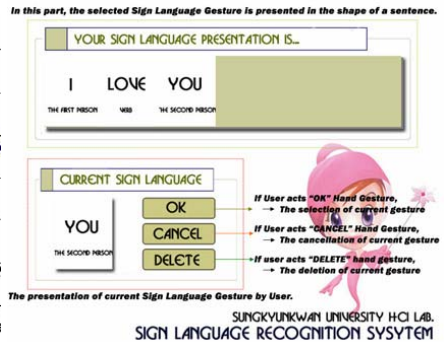 In this part, the selected Sign Language Gesture is presented in the shape of a sentence.
YOUR SIGN LANGUAGE PRESENTATION IS...
I LOVE YOU
THE FIRST PERSON VERB THE SECOND PERSON
CURRENT SIGN LANGUAGE
YOU
THE SECOND PERSON
OK
CANCEL
DELETE
If User acts "OK" Hand Gesture,
→ The selection of current gesture
If User acts "CANCEL" Hand Gesture,
→ The cancellation of current gesture
If user acts "DELETE" hand gesture,
→ The deletion of current gesture
The presentation of current Sign Language Gesture by User.
SUNGKYUNKWAN UNIVERSITY HCI LAB.
SIGN LANGUAGE RECOGNITION SYSYTEM